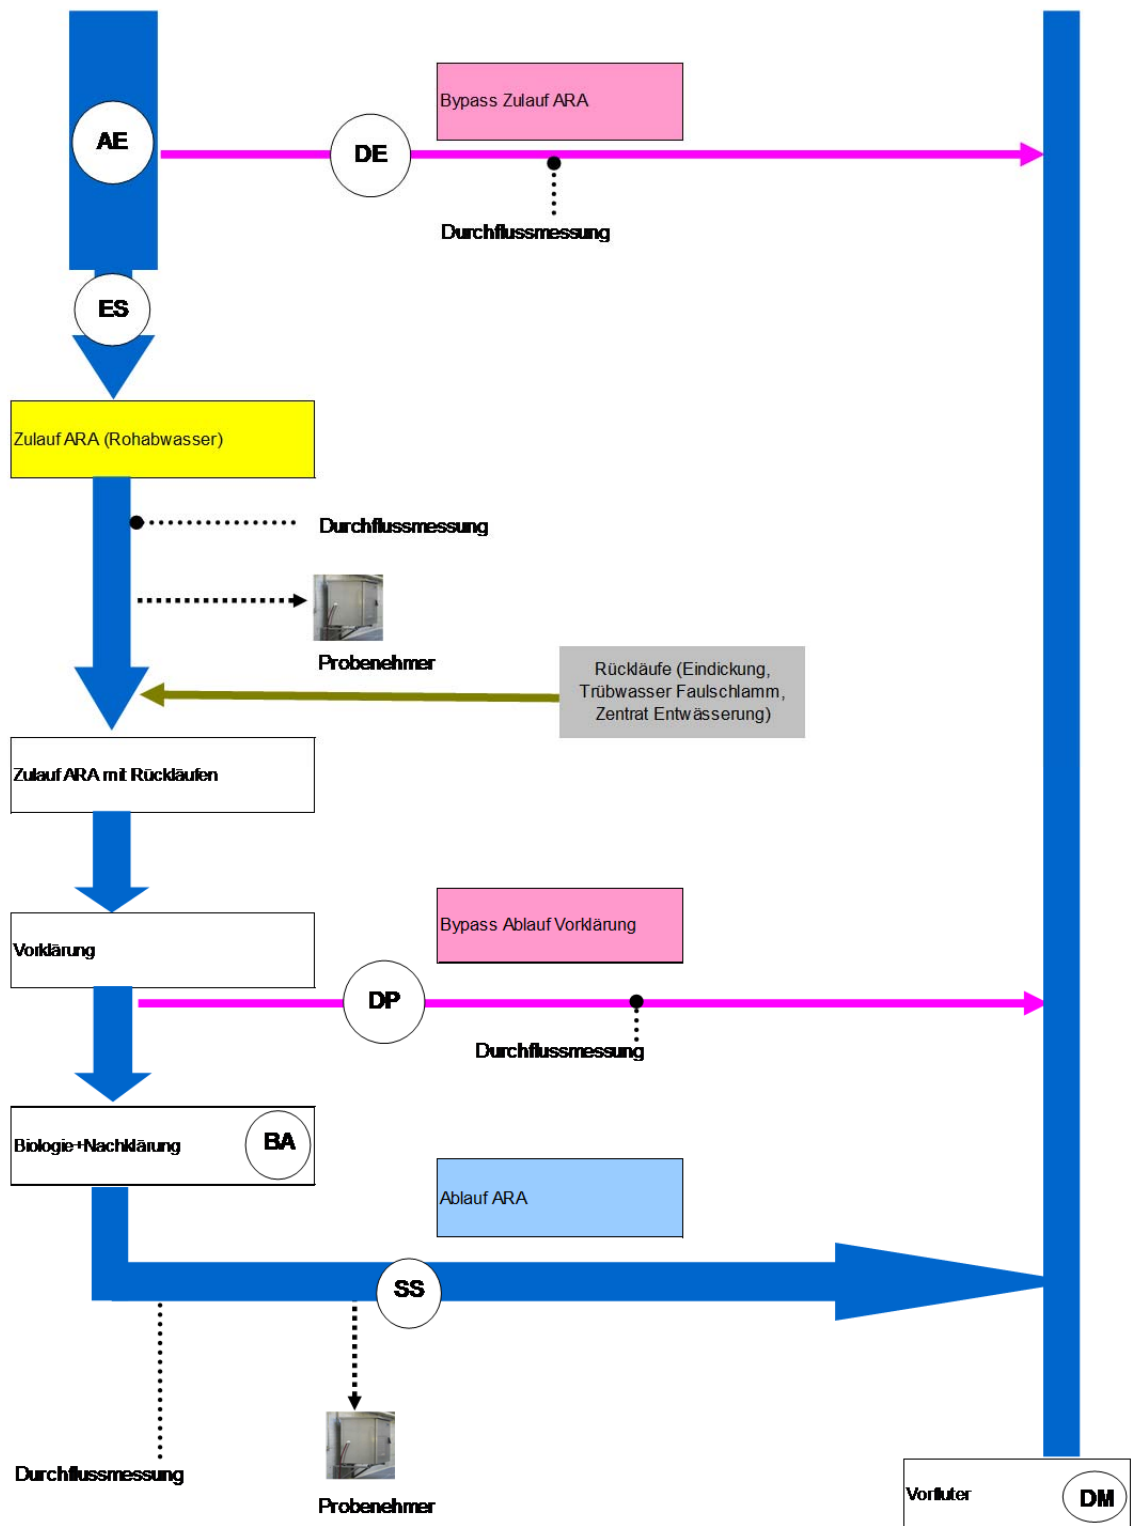 Bypass Zulauf ARA
AE
DE
Durchflussmessung
ES
Zulauf ARA (Rohabwasser)
Durchflussmessung
Probenehmer
Rückläufe (Eindickung,
Trübwasser Faulschlamm,
Zentrat Entwässerung)
Zulauf ARA mit Rückläufen
Bypass Ablauf Vorklärung
Vorklärung
DP
Durchflussmessung
Biologie+Nachklärung
BA
Ablauf ARA
SS
Durchflussmessung
Probenehmer
Vorfluter
DM